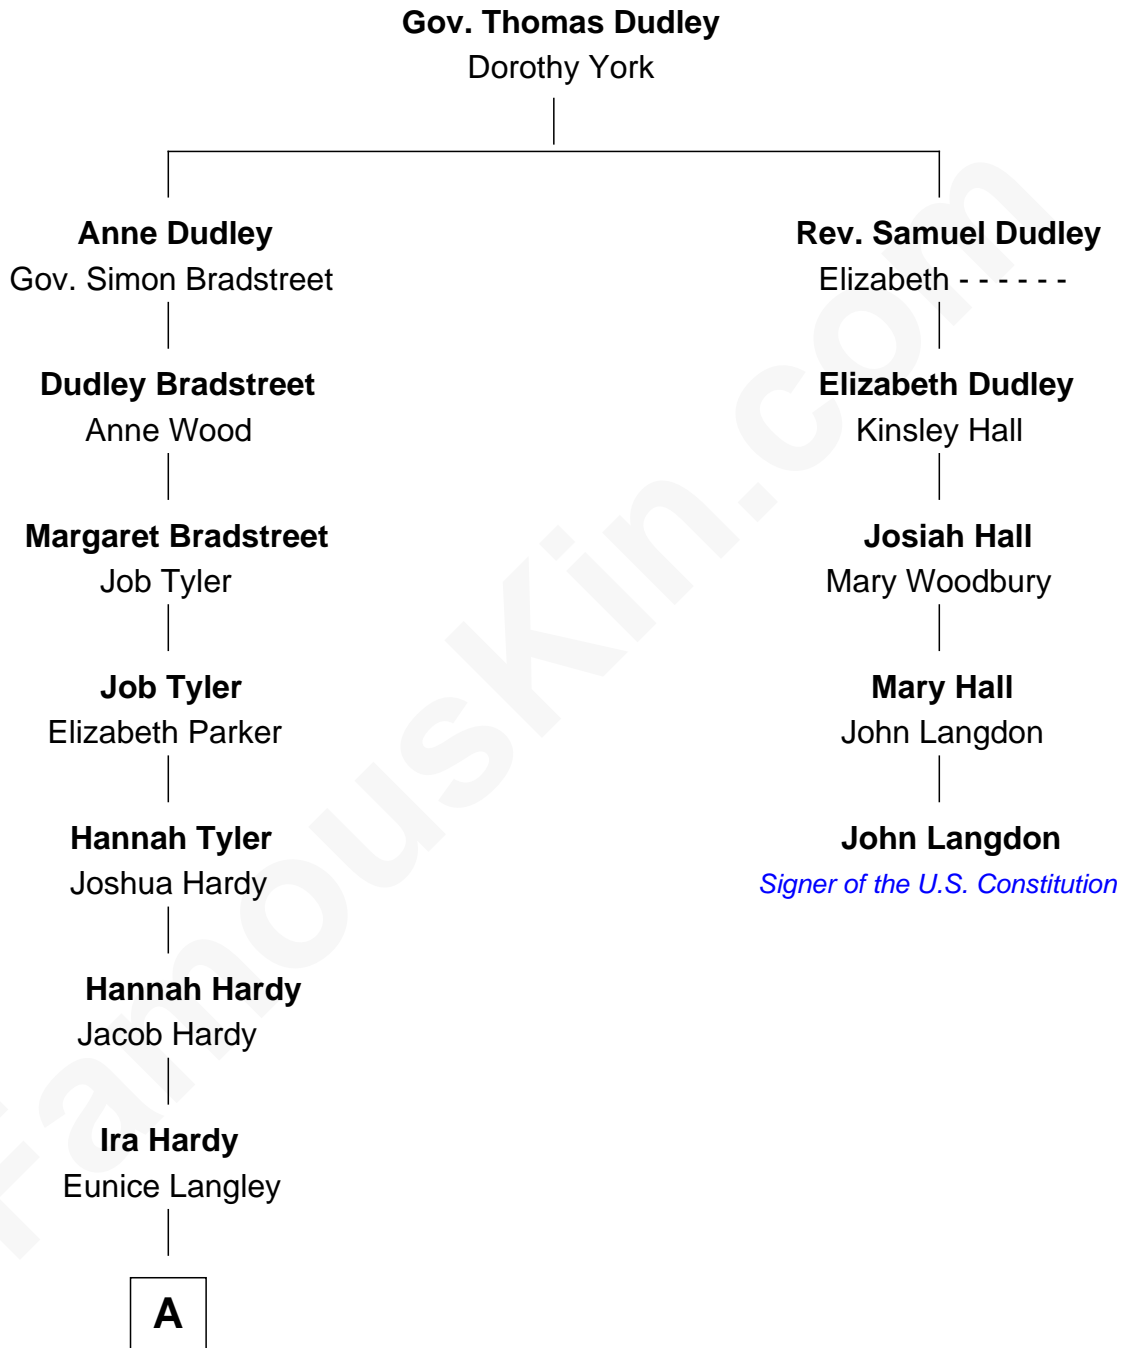 Gov. Thomas Dudley
Dorothy York
Anne Dudley
Gov. Simon Bradstreet
Dudley Bradstreet
Anne Wood
Margaret Bradstreet
Job Tyler
Job Tyler
Elizabeth Parker
Hannah Tyler
Joshua Hardy
Hannah Hardy
Jacob Hardy
Ira Hardy
Eunice Langley
A
Rev. Samuel Dudley
Elizabeth - - - - - -
Elizabeth Dudley
Kinsley Hall
Josiah Hall
Mary Woodbury
Mary Hall
John Langdon
John Langdon
Signer of the U.S. Constitution
FamousKin.com